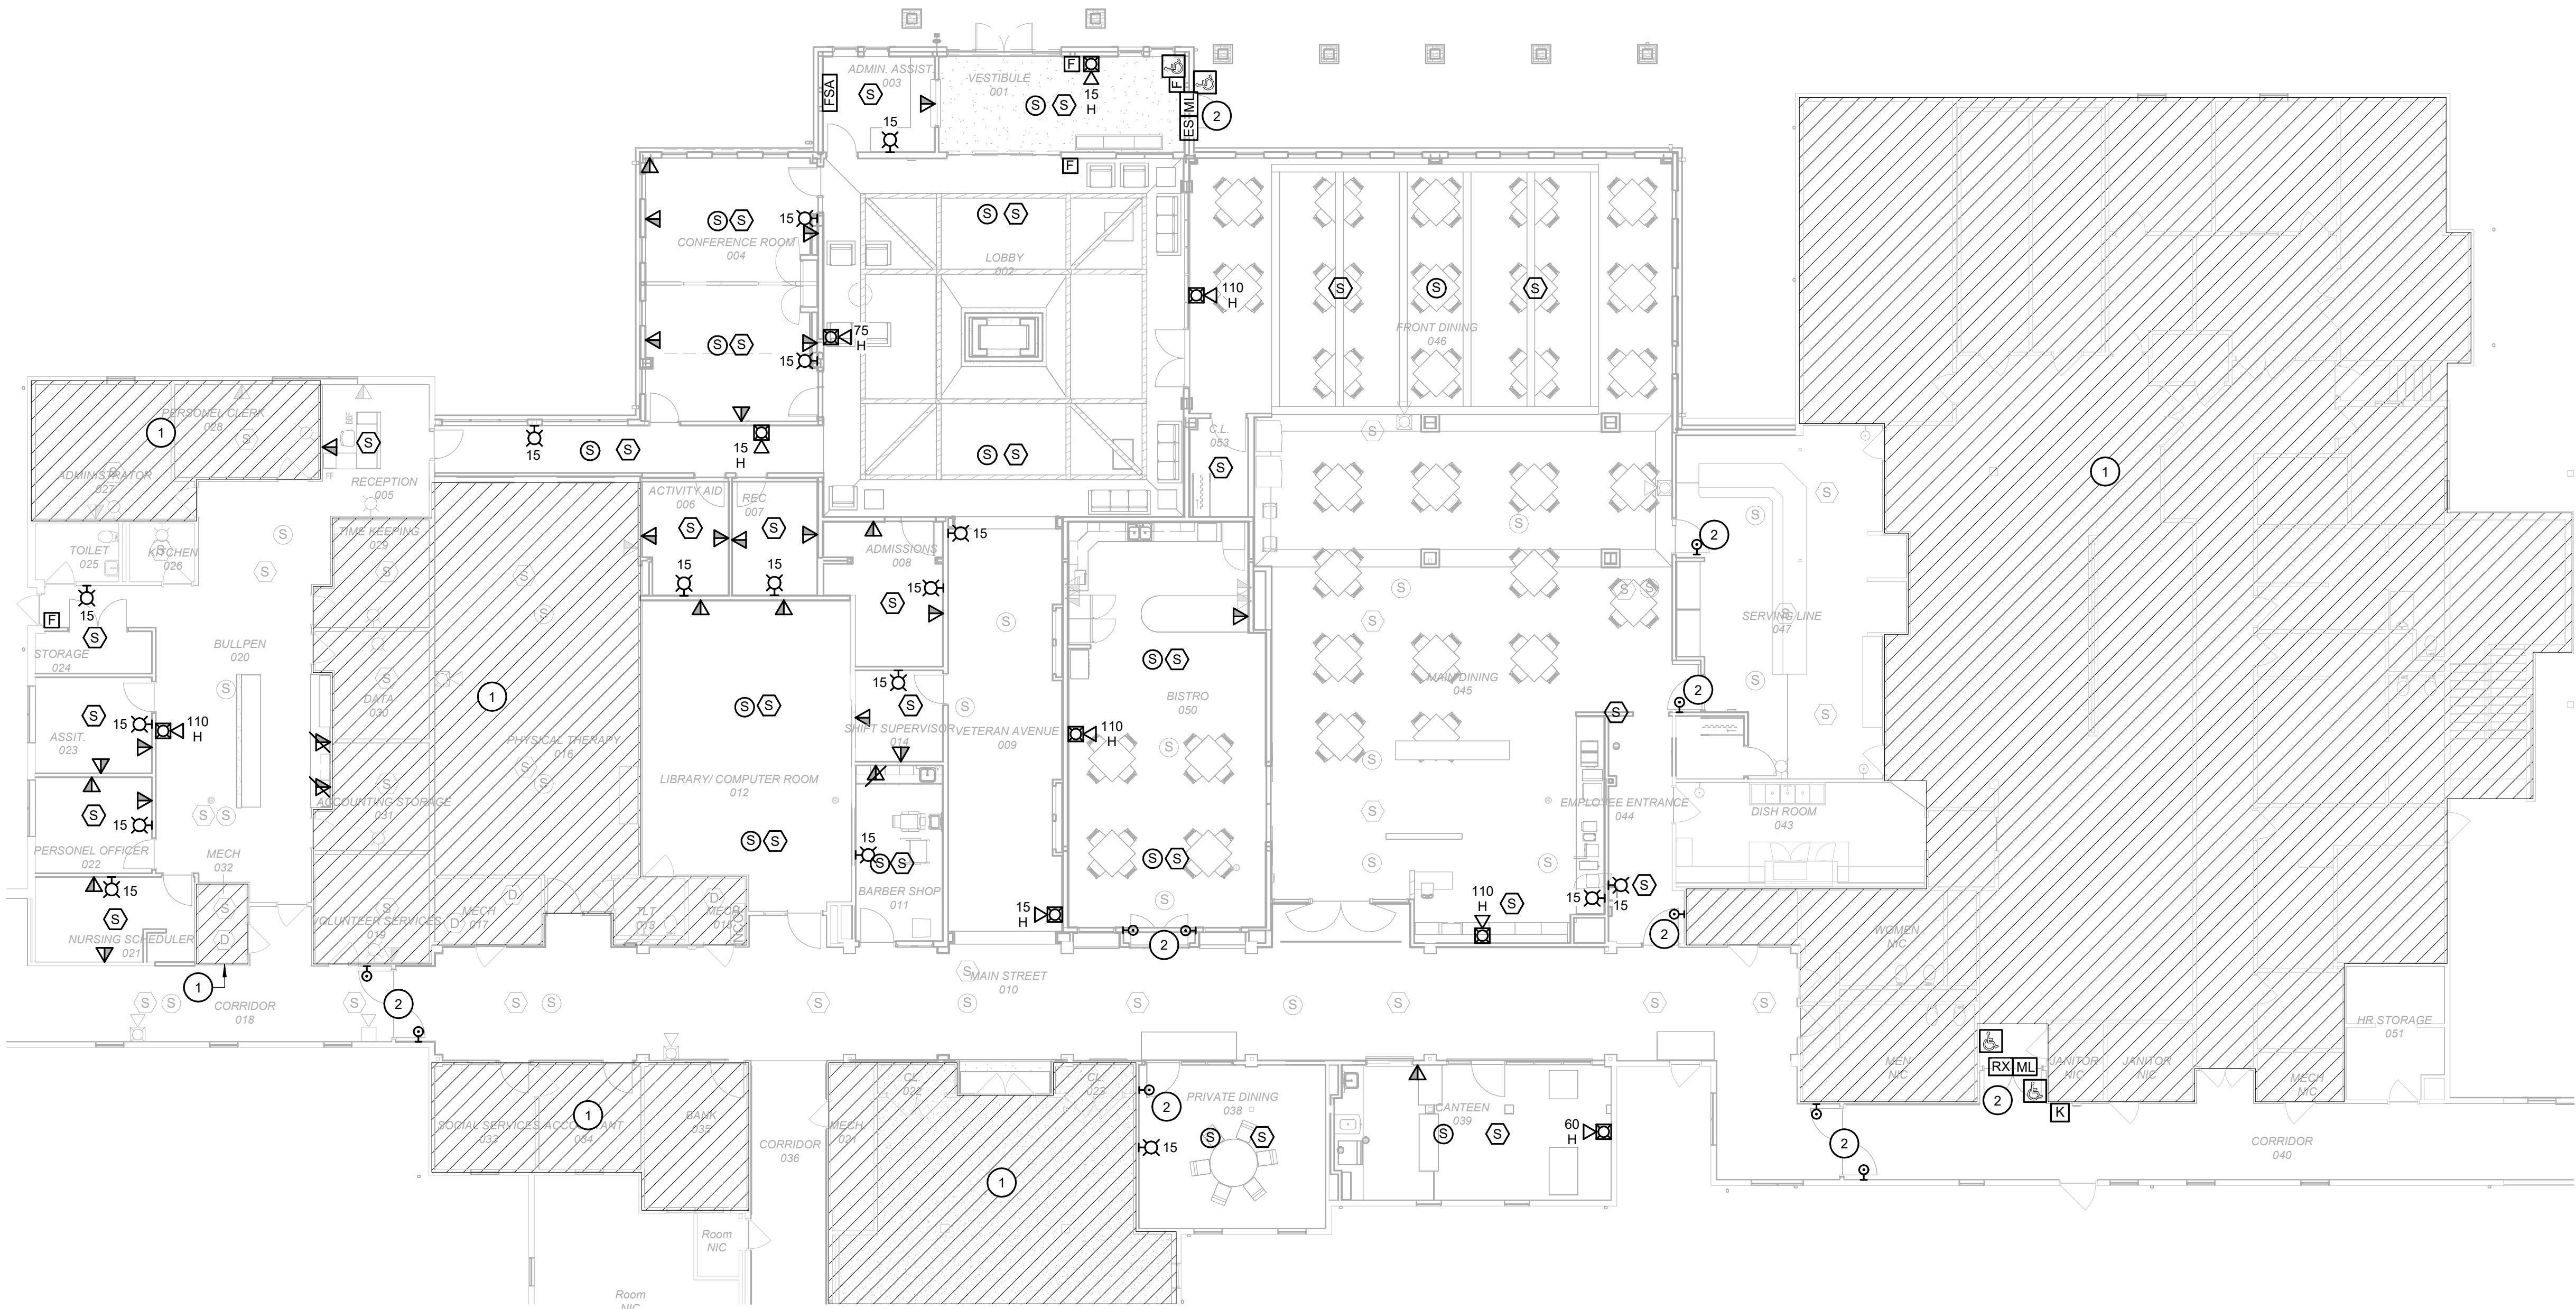 ADMIN. ASSIST.
003
VESTIBULE
001
FSA
S
15
S
S
F
15
H
F
ML
ES
2
F
S
S
15
CONFERENCE ROOM
004
S
S
15
S
S
LOBBY
002
75
H
S
S
110
H
S
S
S
FRONT DINING
046
C.L.
053
S
S
15
S
S
15
H
PERSONEL CLERK
028
1
S
ADMINISTRATOR
027
FF
S
RECEPTION
005
TOILET
025
KITCHEN
026
S
S
S
TIME KEEPING
029
S
ACTIVITY AID
006
S
15
REC
007
S
15
ADMISSIONS
008
15
S
15
15
F
S
STORAGE
024
BULLPEN
020
S
S
15
ASSIT.
023
110
H
DATA
030
S
S
S
S
1
PHYSICAL THERAPY
016
S
S
S
15
PERSONEL OFFICER
022
S
S
MECH
032
ACCOUNTING STORAGE
031
S
15
S
NURSING SCHEDULER
021
S
D
1
VOLUNTEER SERVICES
019
S
MECH
017
D
D
TLT
013
D
MECH
015
S
S
LIBRARY/ COMPUTER ROOM
012
S
S
15
S
SHIFT SUPERVISOR
014
15
S
S
BARBER SHOP
011
S
S
VETERAN AVENUE
009
15
H
S
S
BISTRO
050
110
H
S
S
S
S
2
S
S
S
S
S
S
MAIN DINING
045
S
S
S
S
110
H
S
15
S
15
EMPLOYEE ENTRANCE
044
S
2
2
2
S
S
SERVING LINE
047
S
S
S
DISH ROOM
043
1
WOMEN
NIC
MEN
NIC
RX
ML
2
K
JANITOR
NIC
JANITOR
NIC
MECH
NIC
HR STORAGE
051
CORRIDOR
018
S
S
S
2
S
S
S
S
S
MAIN STREET
010
S
S
S
S
S
SOCIAL SERVICES
033
ACCOUNTANT
034
1
BANK
035
CORRIDOR
036
MECH
021
CL.
022
CL.
023
1
2
PRIVATE DINING
038
S
S
15
CANTEEN
039
S
S
60
H
2
CORRIDOR
040
Room
NIC
Room
NIC